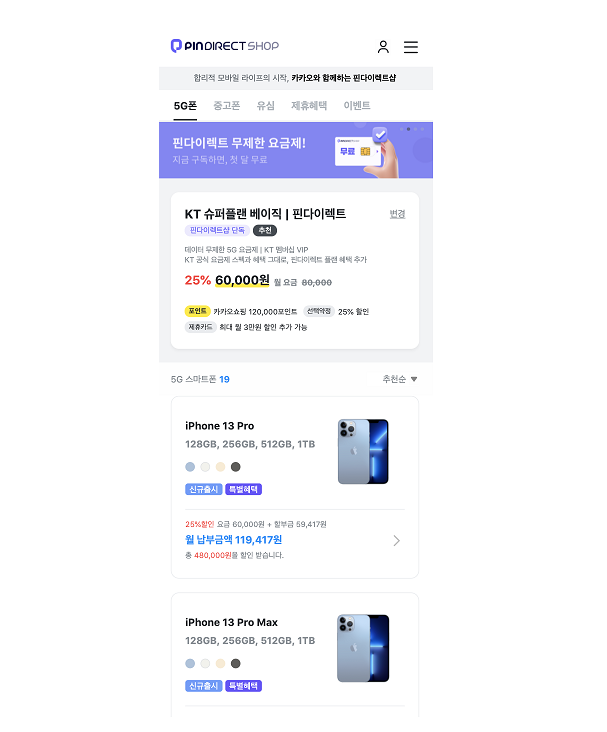 PINDIRECTSHOP
합리적 모바일 라이프의 시작, 카카오와 함께하는 핀다이렉트샵
5G폰 중고폰 유심 제휴혜택 이벤트
핀다이렉트 무제한 요금제!
지금 구독하면, 첫 달 무료
무료
KT 슈퍼플랜 베이직 | 핀다이렉트 변경
핀다이렉트샵 단독 추천
데이터 무제한 5G 요금제 | KT 멤버십 VIP
KT 공식 요금제 스펙과 혜택 그대로, 핀다이렉트 플랜 혜택 추가
25% 60,000원 월 요금 80,000
포인트 카카오쇼핑 120,000포인트 선택약정 25% 할인
제휴카드 최대 월 3만원 할인 추가 가능
5G 스마트폰 19 추천순
iPhone 13 Pro
128GB, 256GB, 512GB, 1TB
신규출시 특별혜택
25%할인 요금 60,000원 + 할부금 59,417원
월 납부금액 119,417원
총 480,000원을 할인 받습니다.
iPhone 13 Pro Max
128GB, 256GB, 512GB, 1TB
신규출시 특별혜택